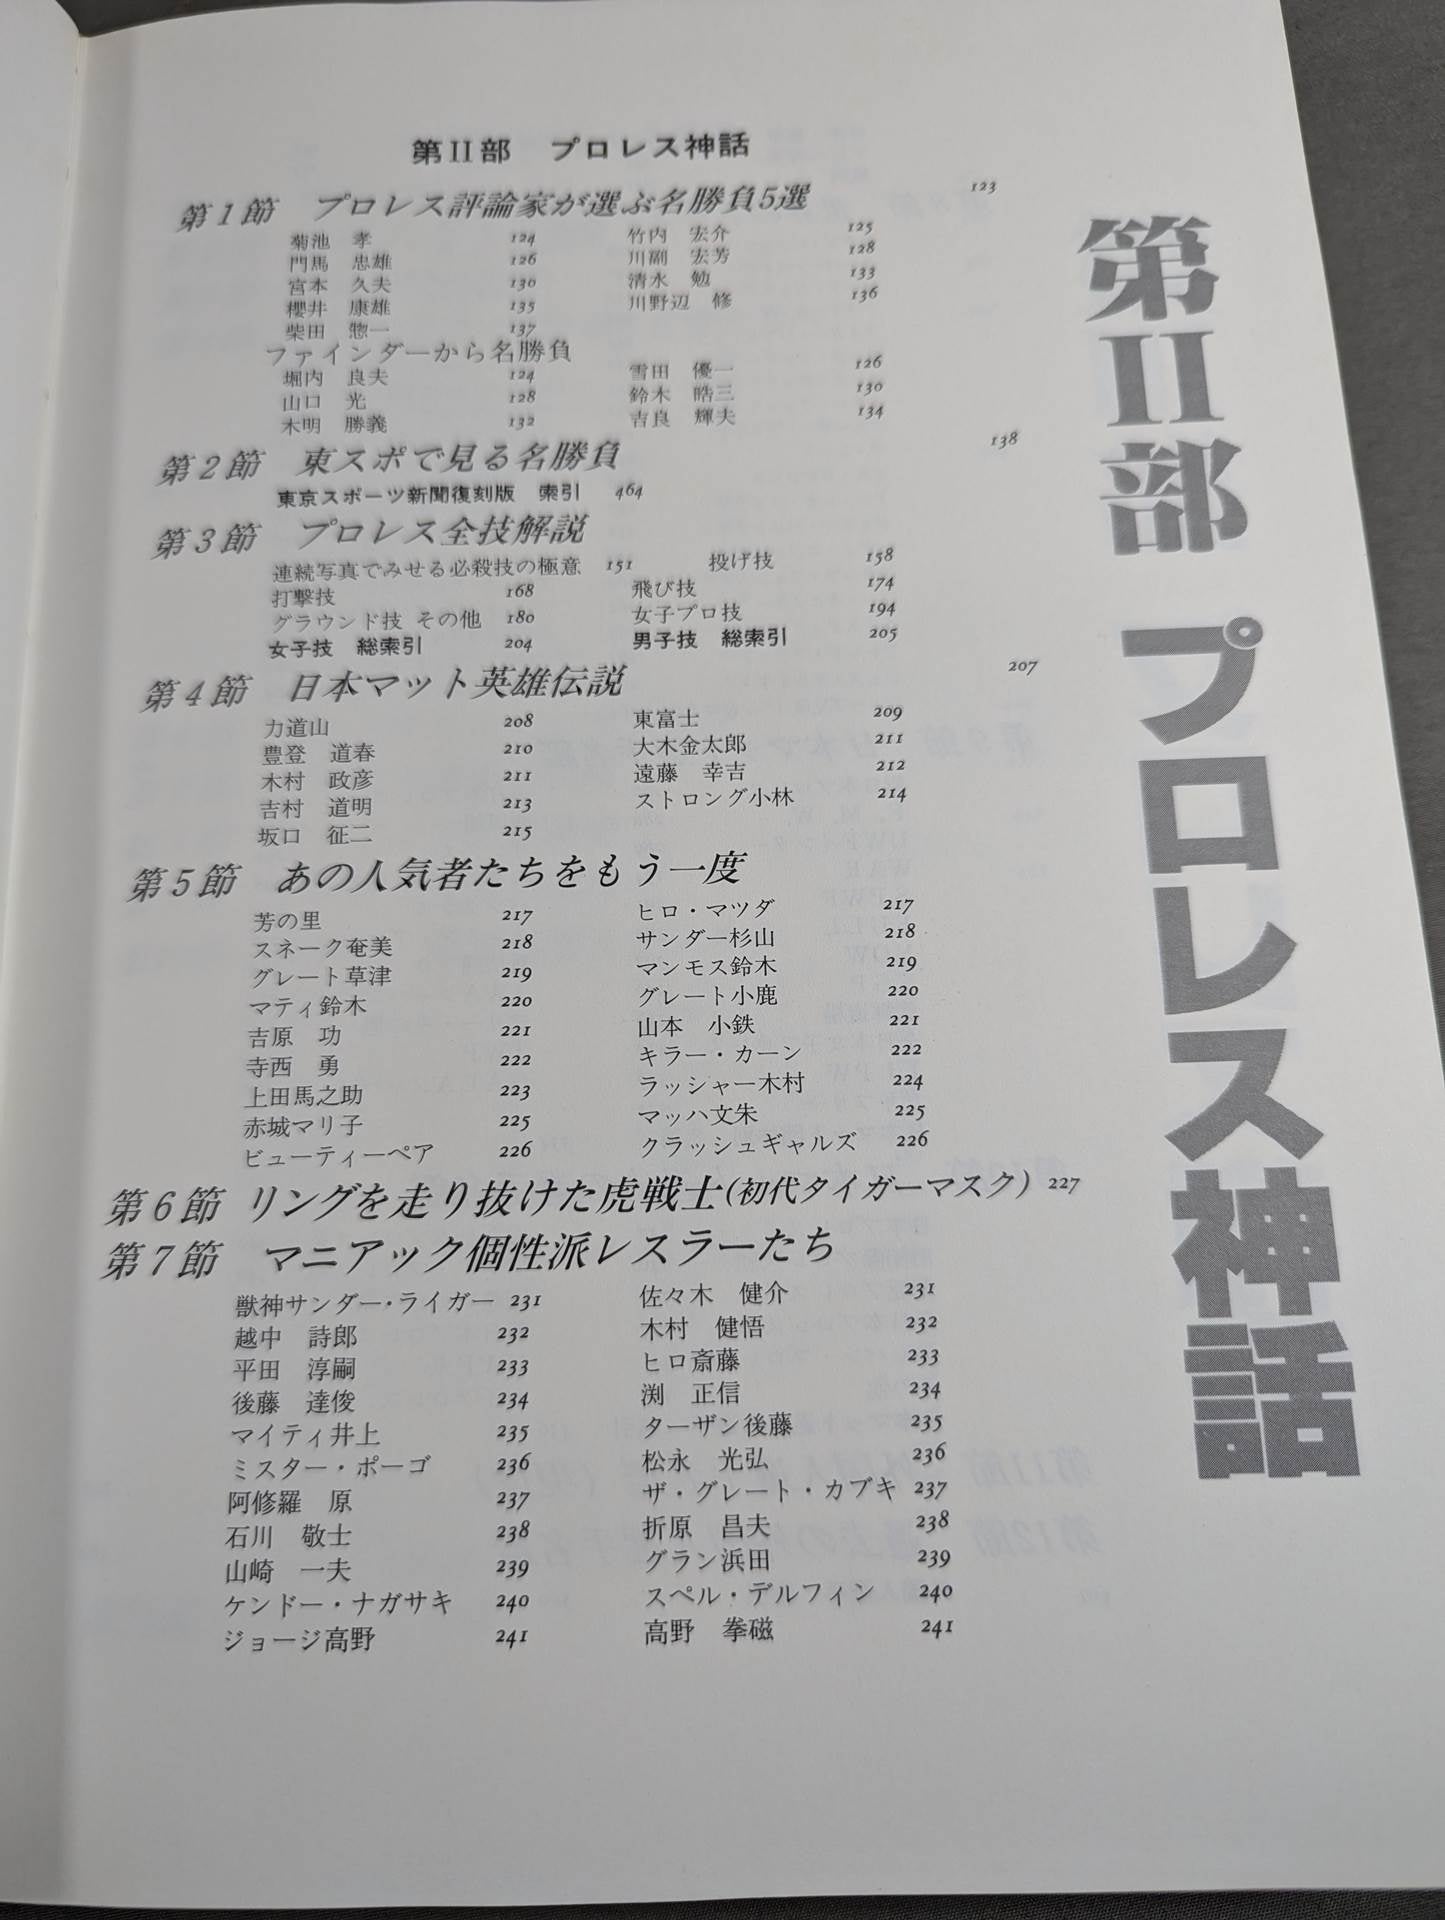 第II部　プロレス神話
第1節　プロレス評論家が選ぶ名勝負5選　123
菊池　孝　124　竹内　宏介　125
門馬　忠雄　126　川副　宏芳　128
宮本　久夫　130　清水　勉　133
櫻井　康雄　135　川野辺　修　136
柴田　惣一　137
ファインダーから名勝負
堀内　良夫　124　雪田　優一　126
山口　光　128　鈴木　晧三　130
木明　勝義　132　吉良　輝夫　134
第2節　東スポで見る名勝負　138
東京スポーツ新聞復刻版　索引　464
第3節　プロレス全技解説
連続写真でみせる必殺技の極意　151　投げ技　158
打撃技　168　飛び技　174
グラウンド技 その他　180　女子プロ技　194
女子技　総索引　204　男子技　総索引　205
第4節　日本マット英雄伝説　207
力道山　208　東富士　209
豊登　道春　210　大木金太郎　211
木村　政彦　211　遠藤　幸吉　212
吉村　道明　213　ストロング小林　214
坂口　征二　215
第5節　あの人気者たちをもう一度
芳の里　217　ヒロ・マツダ　217
スネーク奄美　218　サンダー杉山　218
グレート草津　219　マンモス鈴木　219
マティ鈴木　220　グレート小鹿　220
吉原　功　221　山本　小鉄　221
寺西　勇　222　キラー・カーン　222
上田馬之助　223　ラッシャー木村　224
赤城マリ子　225　マッハ文朱　225
ビューティーペア　226　クラッシュギャルズ　226
第6節　リングを走り抜けた虎戦士(初代タイガーマスク)　227
第7節　マニアック個性派レスラーたち
獣神サンダー・ライガー　231　佐々木　健介　231
越中　詩郎　232　木村　健悟　232
平田　淳嗣　233　ヒロ斎藤　233
後藤　達俊　234　渕　正信　234
マイティ井上　235　ターザン後藤　235
ミスター・ポーゴ　236　松永　光弘　236
阿修羅　原　237　ザ・グレート・カブキ　237
石川　敬士　238　折原　昌夫　238
山崎　一夫　239　グラン浜田　239
ケンドー・ナガサキ　240　スペル・デルフィン　240
ジョージ高野　241　高野　拳磁　241
第II部　プロレス神話